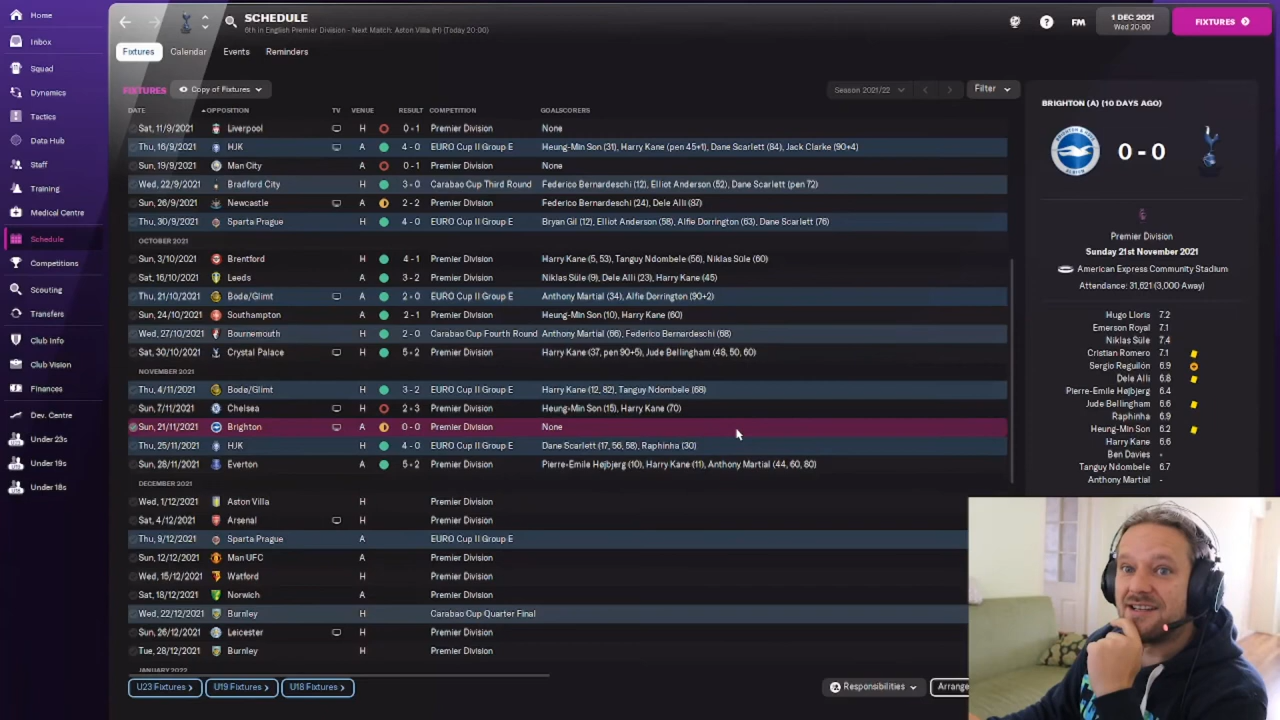 Home
Inbox
Squad
Dynamics
Tactics
Data Hub
Staff
Training
Medical Centre
Schedule
Competitions
Scouting
Transfers
Club Info
Club Vision
Finances
Dev. Centre
Under 23s
Under 19s
Under 18s
SCHEDULE
6th in English Premier Division - Next Match: Aston Villa (H) (Today 20:00)
? FM
1 DEC 2021
Wed 20:00
FIXTURES
Fixtures Calendar Events Reminders
FIXTURES Copy of Fixtures Season 2021/22 Filter
DATE OPPOSITION TV VENUE RESULT COMPETITION GOALSCORERS
Sat, 11/9/2021 Liverpool H 0 - 1 Premier Division None
Thu, 16/9/2021 HJK H 4 - 0 EURO Cup II Group E Heung-Min Son (31), Harry Kane (pen 45+1), Dane Scarlett (84), Jack Clarke (90+4)
Sun, 19/9/2021 Man City A 0 - 1 Premier Division None
Wed, 22/9/2021 Bradford City H 3 - 0 Carabao Cup Third Round Federico Bernardeschi (12), Elliot Anderson (52), Dane Scarlett (pen 72)
Sun, 26/9/2021 Newcastle A 2 - 2 Premier Division Federico Bernardeschi (24), Dele Alli (87)
Thu, 30/9/2021 Sparta Prague H 4 - 0 EURO Cup II Group E Bryan Gil (12), Elliot Anderson (58), Alfie Dorrington (63), Dane Scarlett (76)
OCTOBER 2021
Sun, 3/10/2021 Brentford H 4 - 1 Premier Division Harry Kane (5, 53), Tanguy Ndombele (56), Niklas Süle (60)
Sat, 16/10/2021 Leeds A 3 - 2 Premier Division Niklas Süle (9), Dele Alli (23), Harry Kane (45)
Thu, 21/10/2021 Bodø/Glimt A 2 - 0 EURO Cup II Group E Anthony Martial (34), Alfie Dorrington (90+2)
Sun, 24/10/2021 Southampton A 2 - 1 Premier Division Heung-Min Son (10), Harry Kane (60)
Wed, 27/10/2021 Bournemouth H 2 - 0 Carabao Cup Fourth Round Anthony Martial (66), Federico Bernardeschi (68)
Sat, 30/10/2021 Crystal Palace H 5 - 2 Premier Division Harry Kane (37, pen 90+5), Jude Bellingham (48, 50, 60)
NOVEMBER 2021
Thu, 4/11/2021 Bodø/Glimt H 3 - 2 EURO Cup II Group E Harry Kane (12, 82), Tanguy Ndombele (68)
Sun, 7/11/2021 Chelsea H 2 - 3 Premier Division Heung-Min Son (15), Harry Kane (70)
Sun, 21/11/2021 Brighton A 0 - 0 Premier Division None
Thu, 25/11/2021 HJK A 4 - 0 EURO Cup II Group E Dane Scarlett (17, 56, 58), Raphinha (30)
Sun, 28/11/2021 Everton A 5 - 2 Premier Division Pierre-Emile Højbjerg (10), Harry Kane (11), Anthony Martial (44, 60, 80)
DECEMBER 2021
Wed, 1/12/2021 Aston Villa H Premier Division
Sat, 4/12/2021 Arsenal H Premier Division
Thu, 9/12/2021 Sparta Prague A EURO Cup II Group E
Sun, 12/12/2021 Man UFC A Premier Division
Wed, 15/12/2021 Watford H Premier Division
Sat, 18/12/2021 Norwich A Premier Division
Wed, 22/12/2021 Burnley H Carabao Cup Quarter Final
Sun, 26/12/2021 Leicester H Premier Division
Tue, 28/12/2021 Burnley H Premier Division
JANUARY 2022
U23 Fixtures > U19 Fixtures > U18 Fixtures > Responsibilities Arrange
BRIGHTON (A) (10 DAYS AGO)
0 - 0
Premier Division
Sunday 21st November 2021
American Express Community Stadium
Attendance: 31,621 (3,000 Away)
Hugo Lloris 7.2
Emerson Royal 7.1
Niklas Süle 7.4
Cristian Romero 7.1
Sergio Reguilón 6.9
Dele Alli 6.8
Pierre-Emile Højbjerg 6.4
Jude Bellingham 6.6
Raphinha 6.9
Heung-Min Son 6.2
Harry Kane 6.6
Ben Davies -
Tanguy Ndombele 6.7
Anthony Martial -